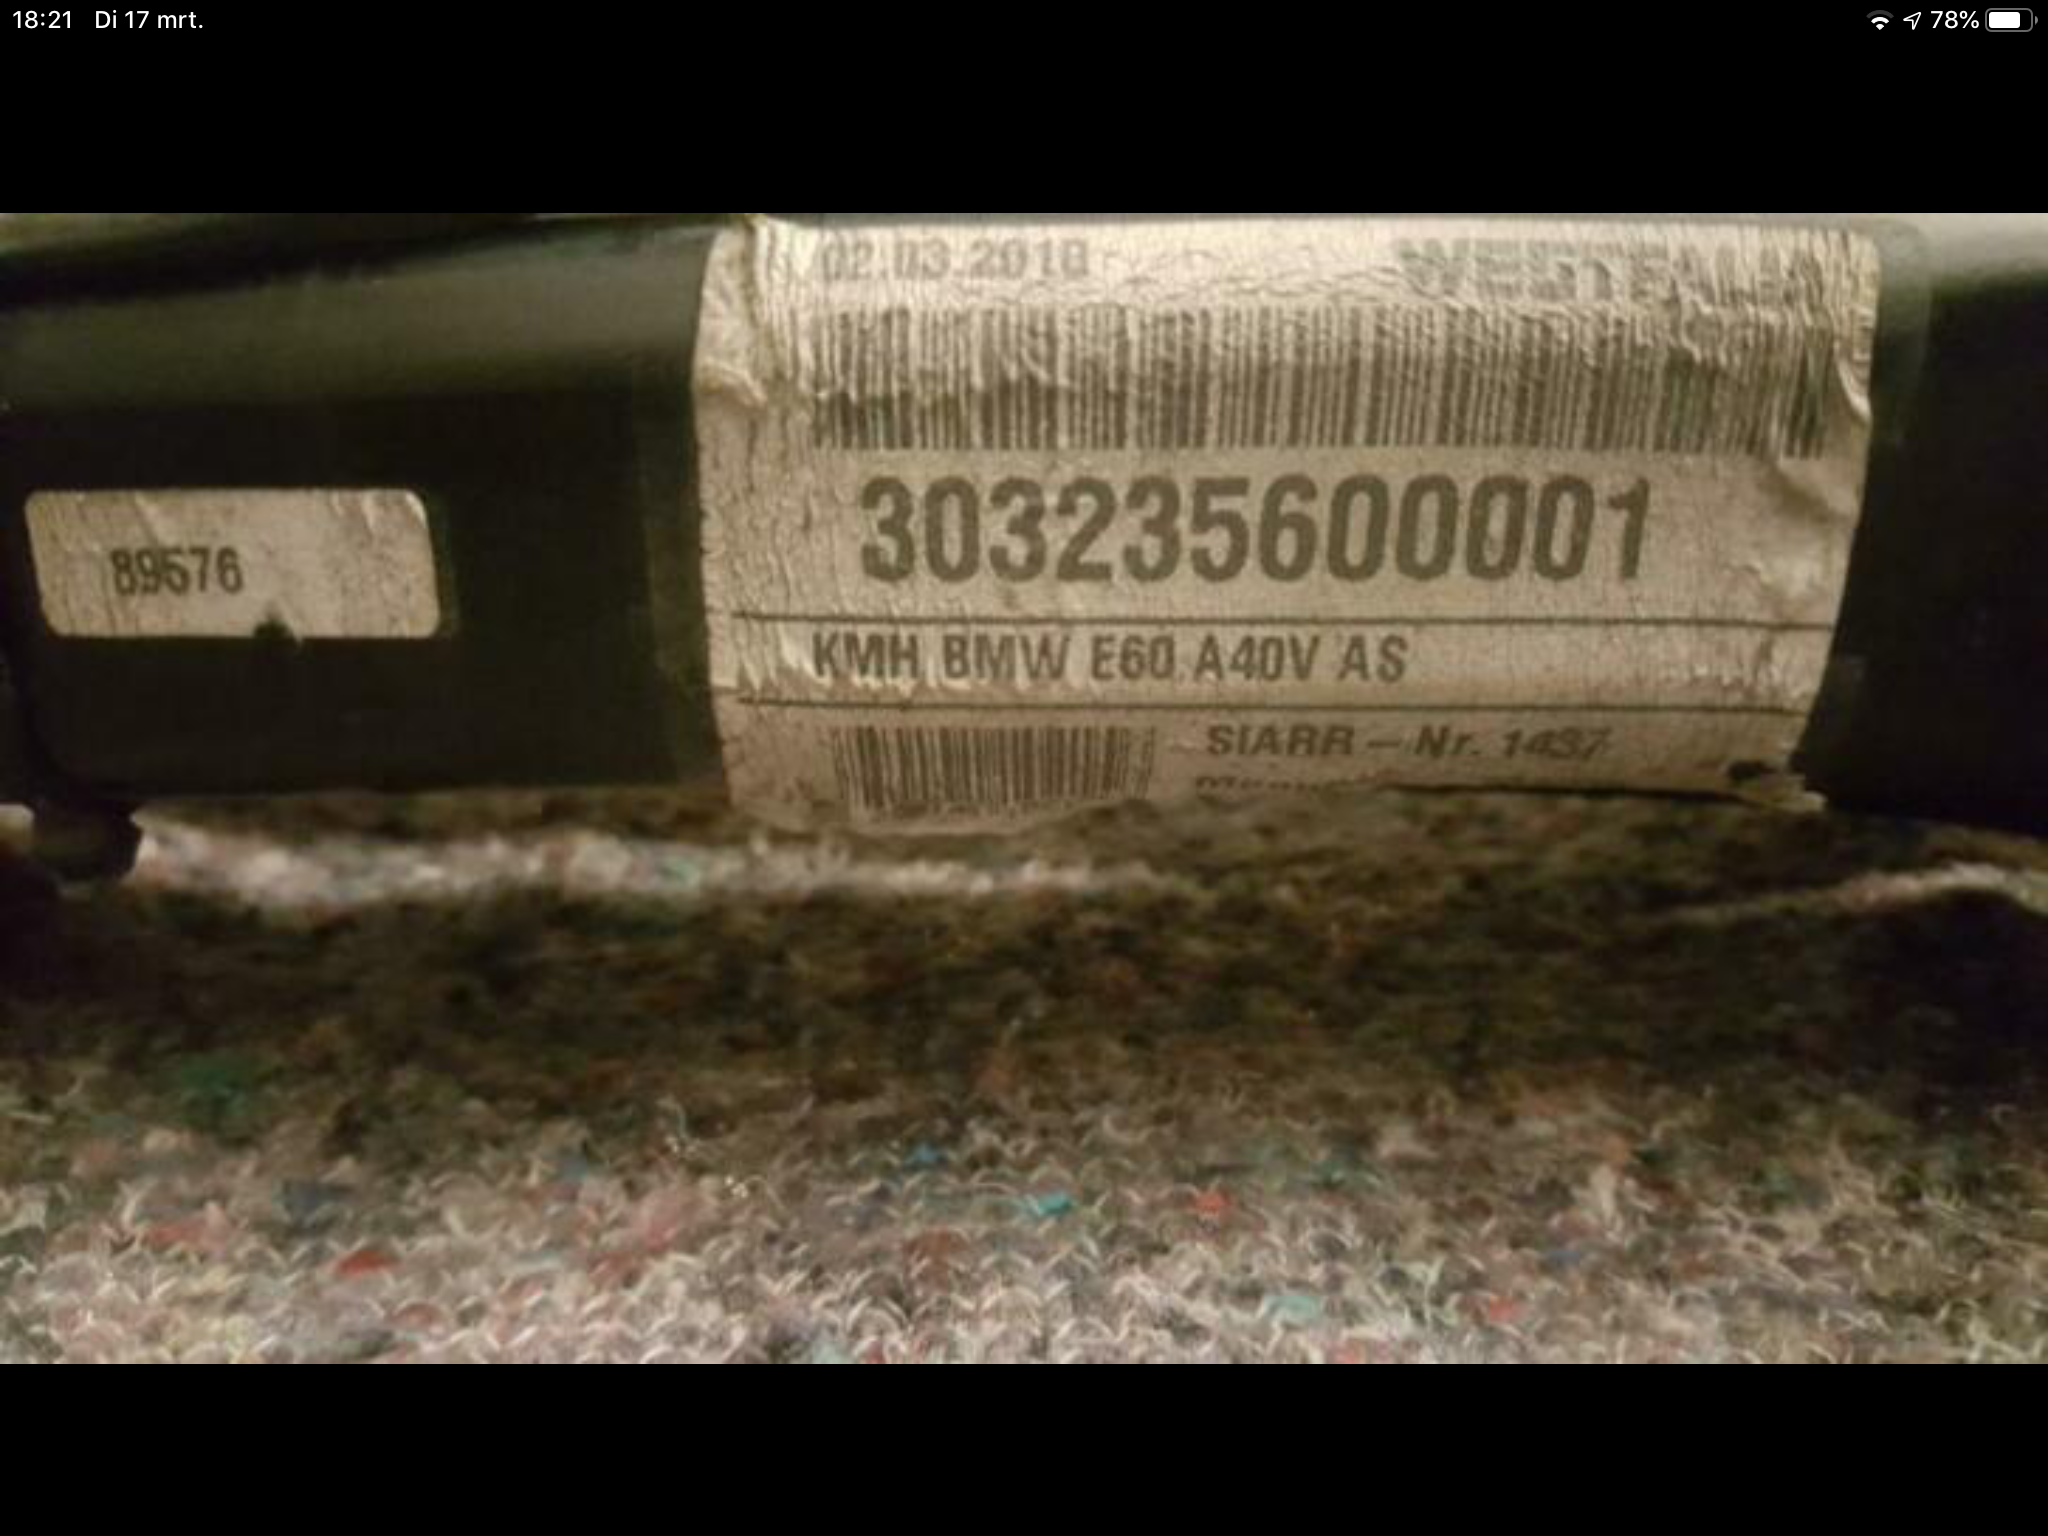 18:21 Di 17 mrt. 78%
02.03.2010
WESTFALIA
303235600001
89576
KMH BMW E60 A40V AS
SIARR – Nr. 1437